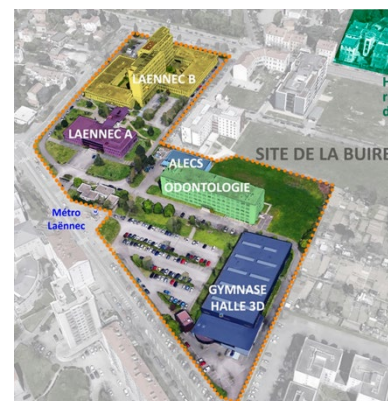 LAENNEC B
LAENNEC A
ALECS
SITE DE LA BUIRE
ODONTOLOGIE
Métro
Laënnec
GYMNASE
HALLE 3D